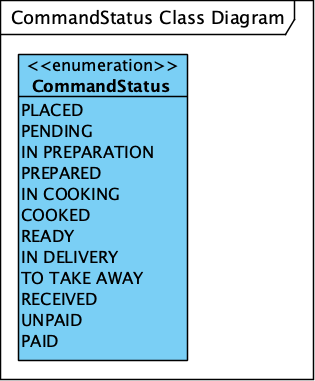 CommandStatus Class Diagram
<<enumeration>>
CommandStatus
PLACED
PENDING
IN PREPARATION
PREPARED
IN COOKING
COOKED
READY
IN DELIVERY
TO TAKE AWAY
RECEIVED
UNPAID
PAID